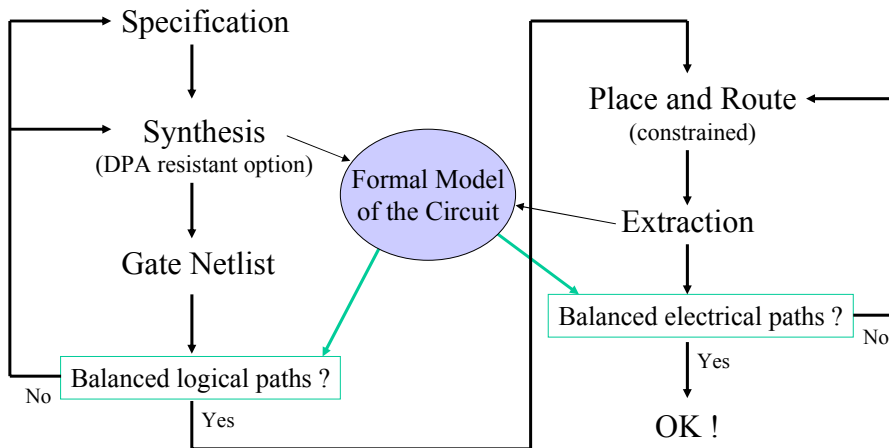 Specification
Synthesis
(DPA resistant option)
Gate Netlist
Balanced logical paths ?
No
Yes
Formal Model
of the Circuit
Place and Route
(constrained)
Extraction
Balanced electrical paths ?
No
Yes
OK !